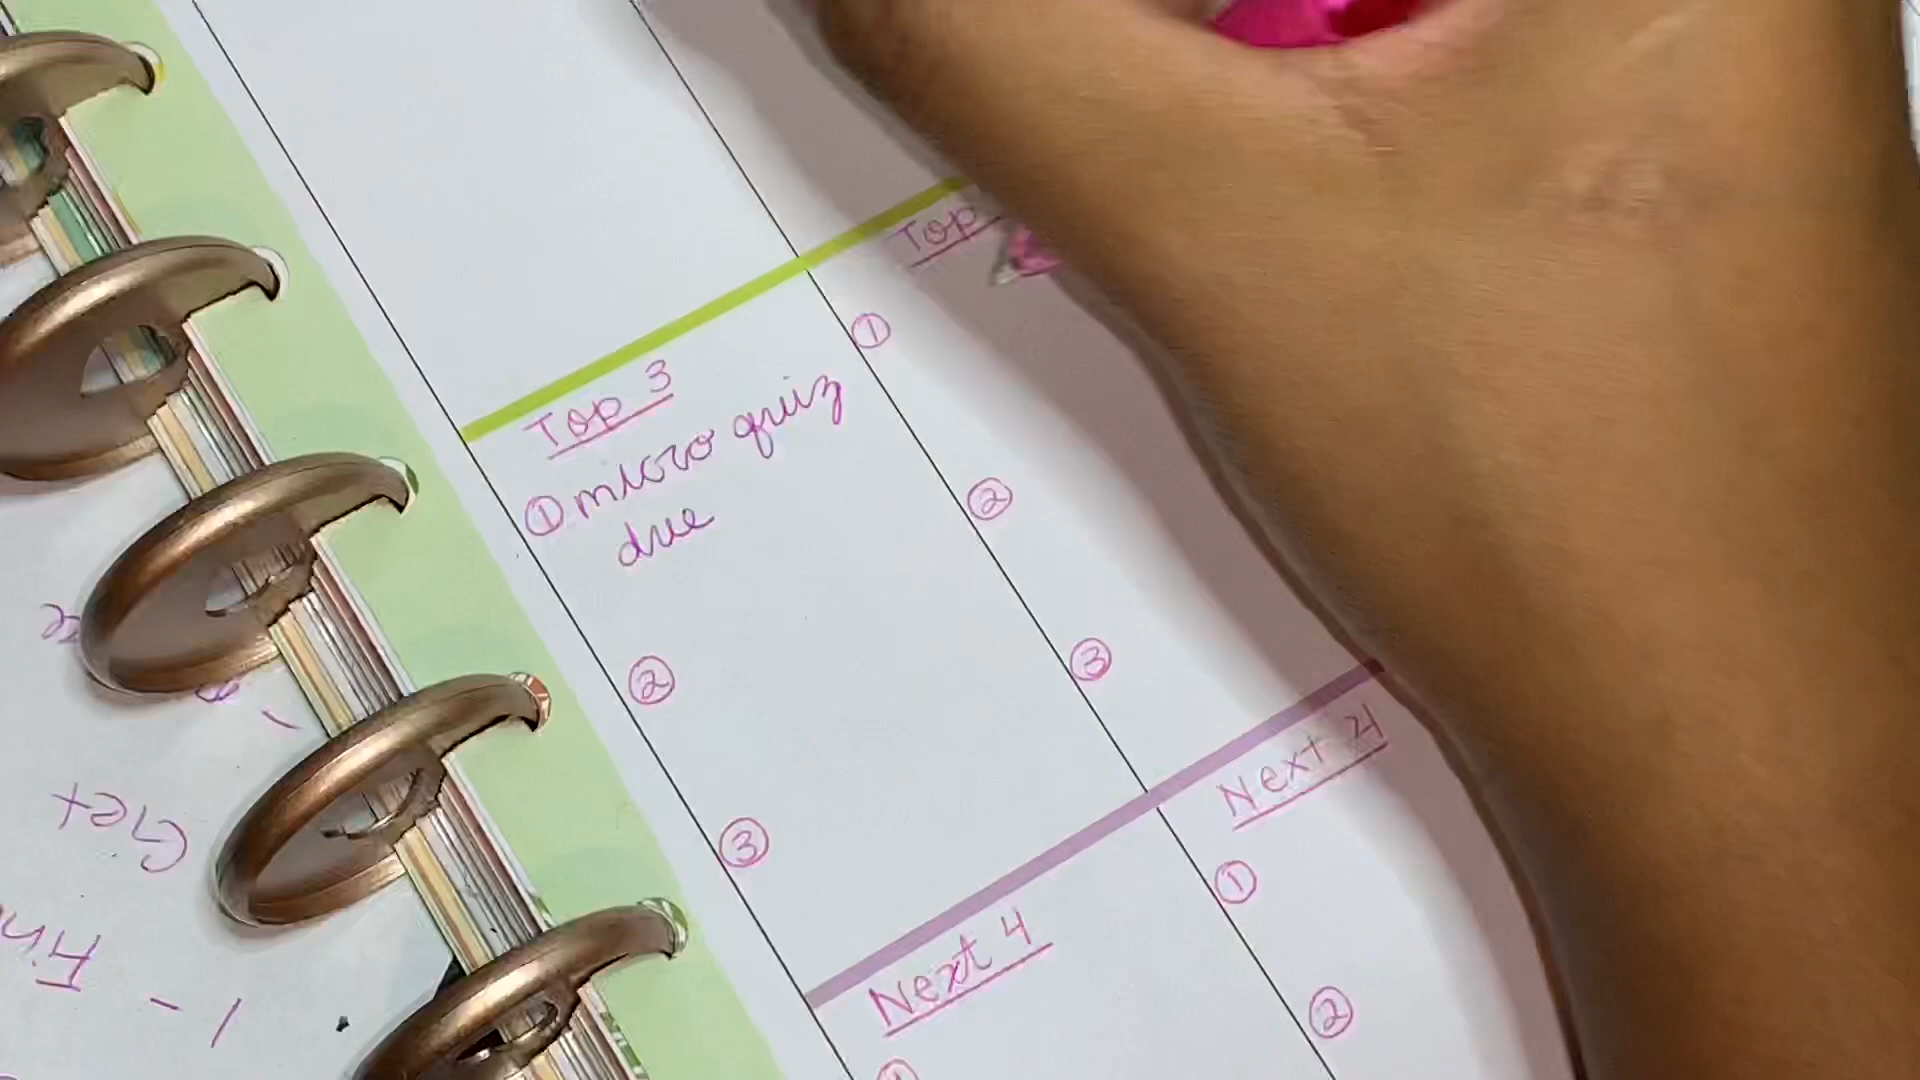 Top 3
① micro quiz
due
②
③
Next 4
Top
①
②
③
Next 4
①
②
Get